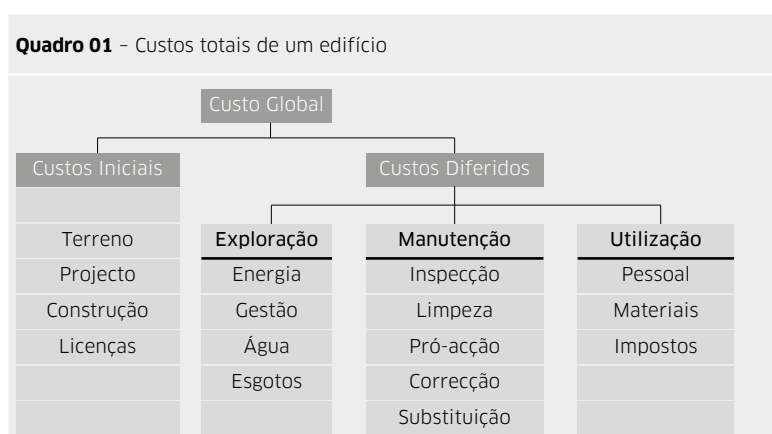 Quadro 01 – Custos totais de um edifício
Custo Global
Custos Iniciais Custos Diferidos
Terreno Exploração Manutenção Utilização
Projecto Energia Inspecção Pessoal
Construção Gestão Limpeza Materiais
Licenças Água Pró-acção Impostos
Esgotos Correcção
Substituição